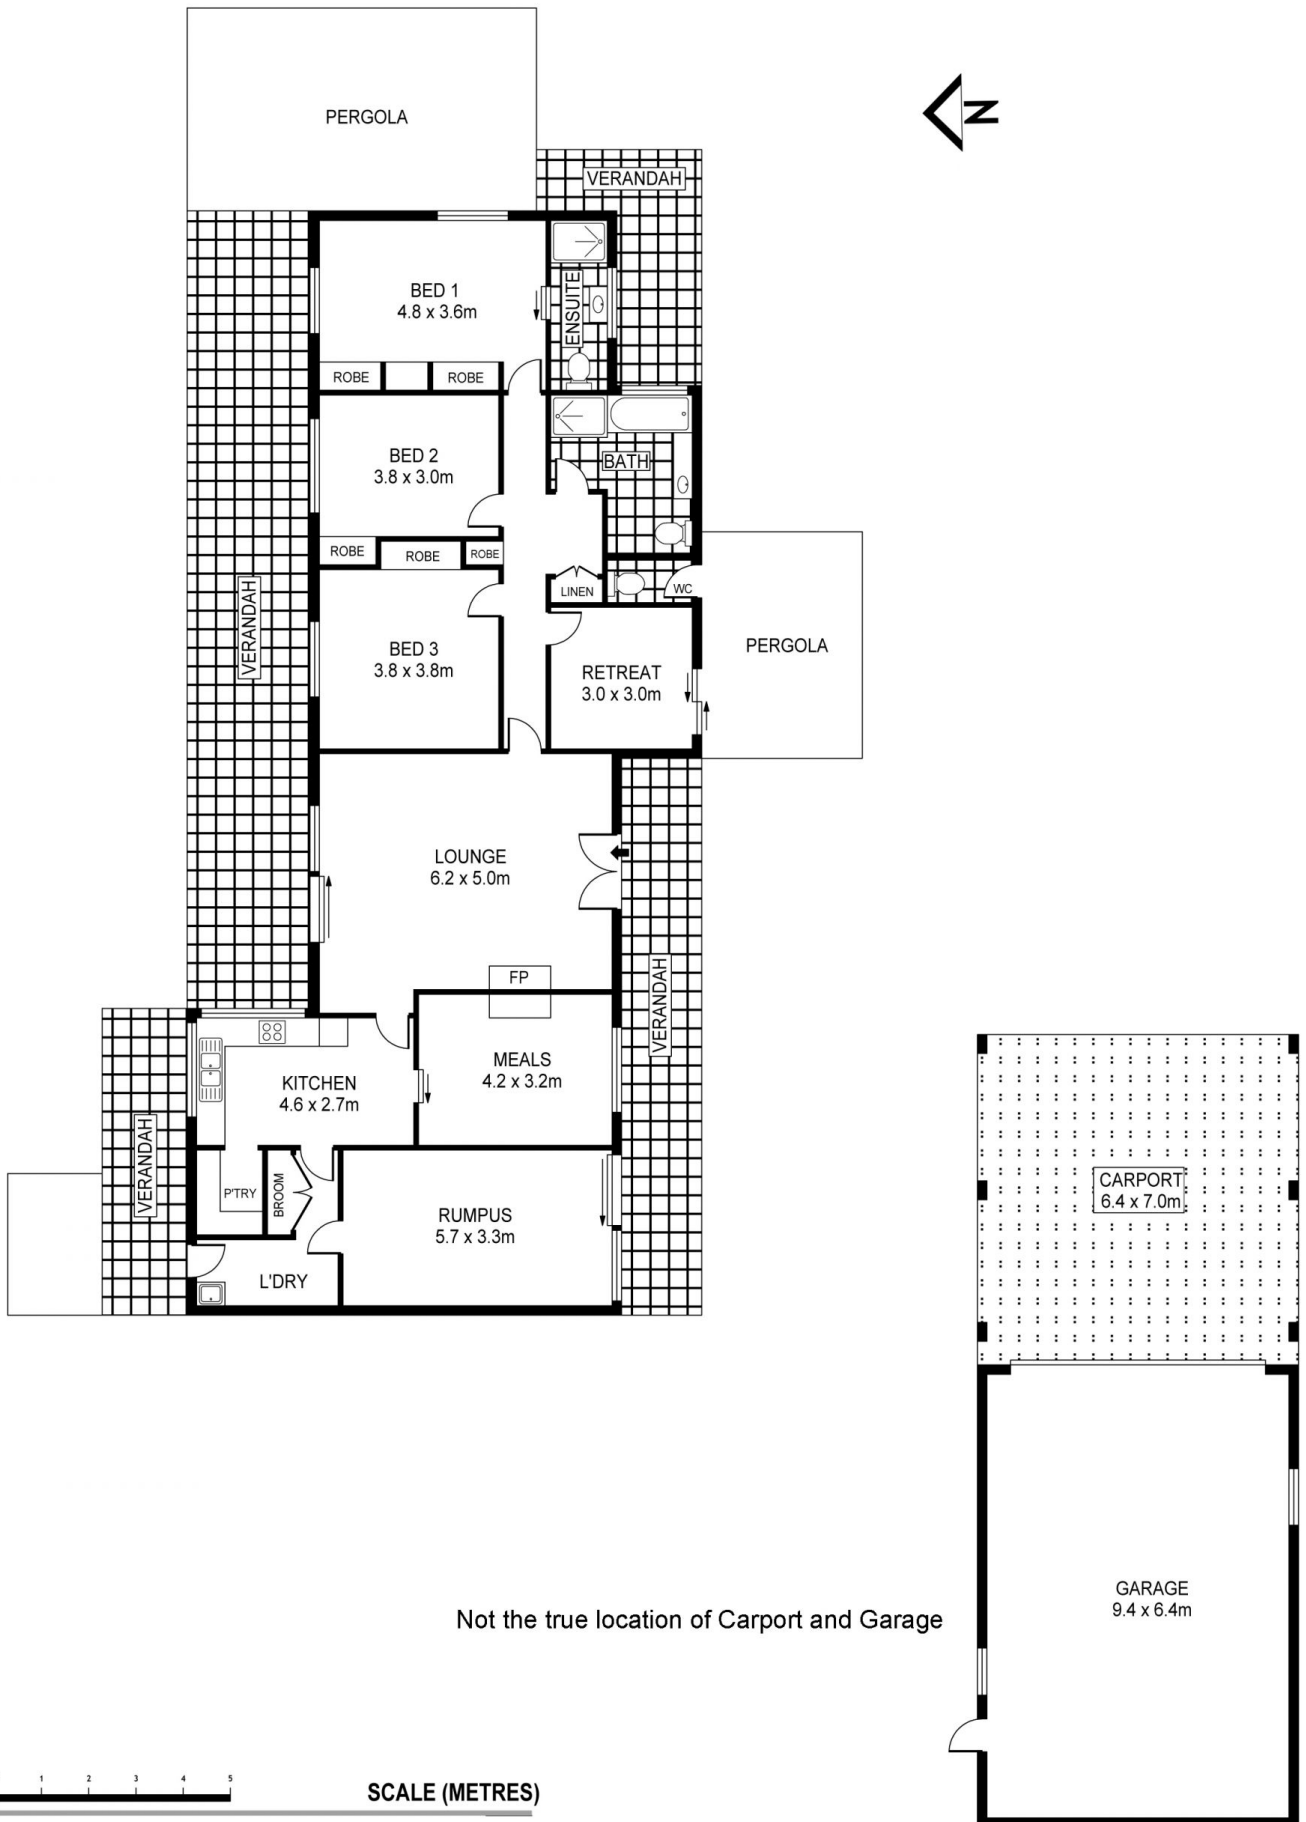 PERGOLA
N
VERANDAH
BED 1
4.8 x 3.6m
ENSUITE
ROBE
ROBE
BED 2
3.8 x 3.0m
BATH
ROBE
ROBE
ROBE
LINEN
WC
VERANDAH
BED 3
3.8 x 3.8m
RETREAT
3.0 x 3.0m
PERGOLA
LOUNGE
6.2 x 5.0m
FP
VERANDAH
MEALS
4.2 x 3.2m
KITCHEN
4.6 x 2.7m
VERANDAH
P'TRY
BROOM
RUMPUS
5.7 x 3.3m
L'DRY
CARPORT
6.4 x 7.0m
GARAGE
9.4 x 6.4m
Not the true location of Carport and Garage
1 2 3 4 5
SCALE (METRES)